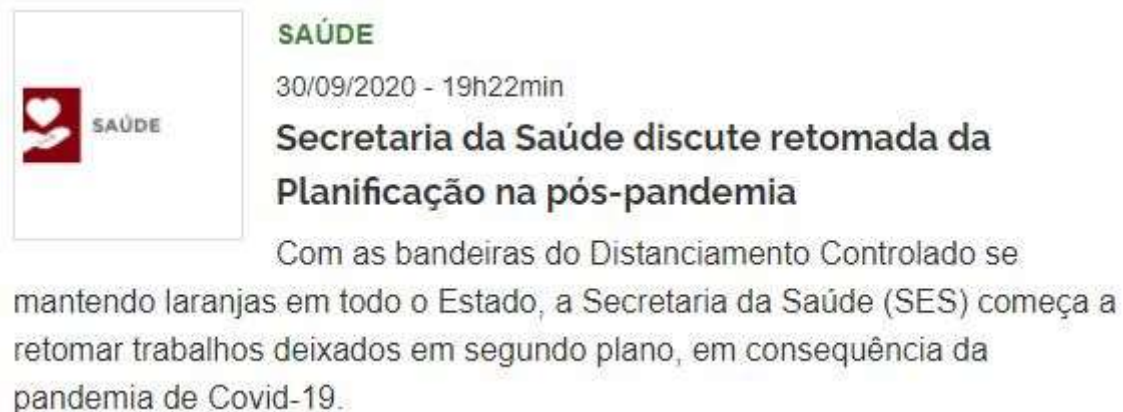 SAÚDE
SAÚDE
30/09/2020 - 19h22min
Secretaria da Saúde discute retomada da
Planificação na pós-pandemia
Com as bandeiras do Distanciamento Controlado se
mantendo laranjas em todo o Estado, a Secretaria da Saúde (SES) começa a
retomar trabalhos deixados em segundo plano, em consequência da
pandemia de Covid-19.